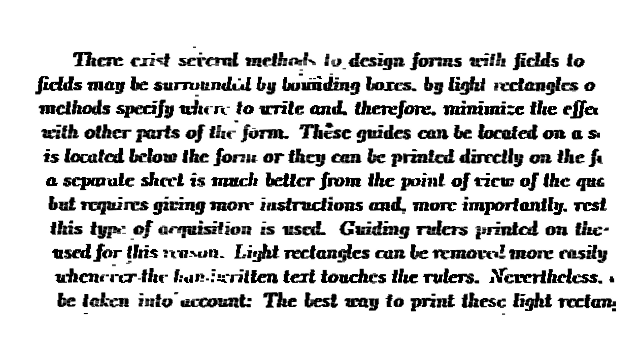 There exist several methods to design forms with fields to
fields may be surrounded by bounding boxes, by light rectangles o
methods specify where to write and, therefore, minimize the effec
with other parts of the form. These guides can be located on a s
is located below the form or they can be printed directly on the f
a separate sheet is much better from the point of view of the qua
but requires giving more instructions and, more importantly, rest
this type of acquisition is used. Guiding rulers printed on the
used for this reason. Light rectangles can be removed more easily
whenever the handwritten text touches the rulers. Nevertheless,
be taken into account: The best way to print these light rectang